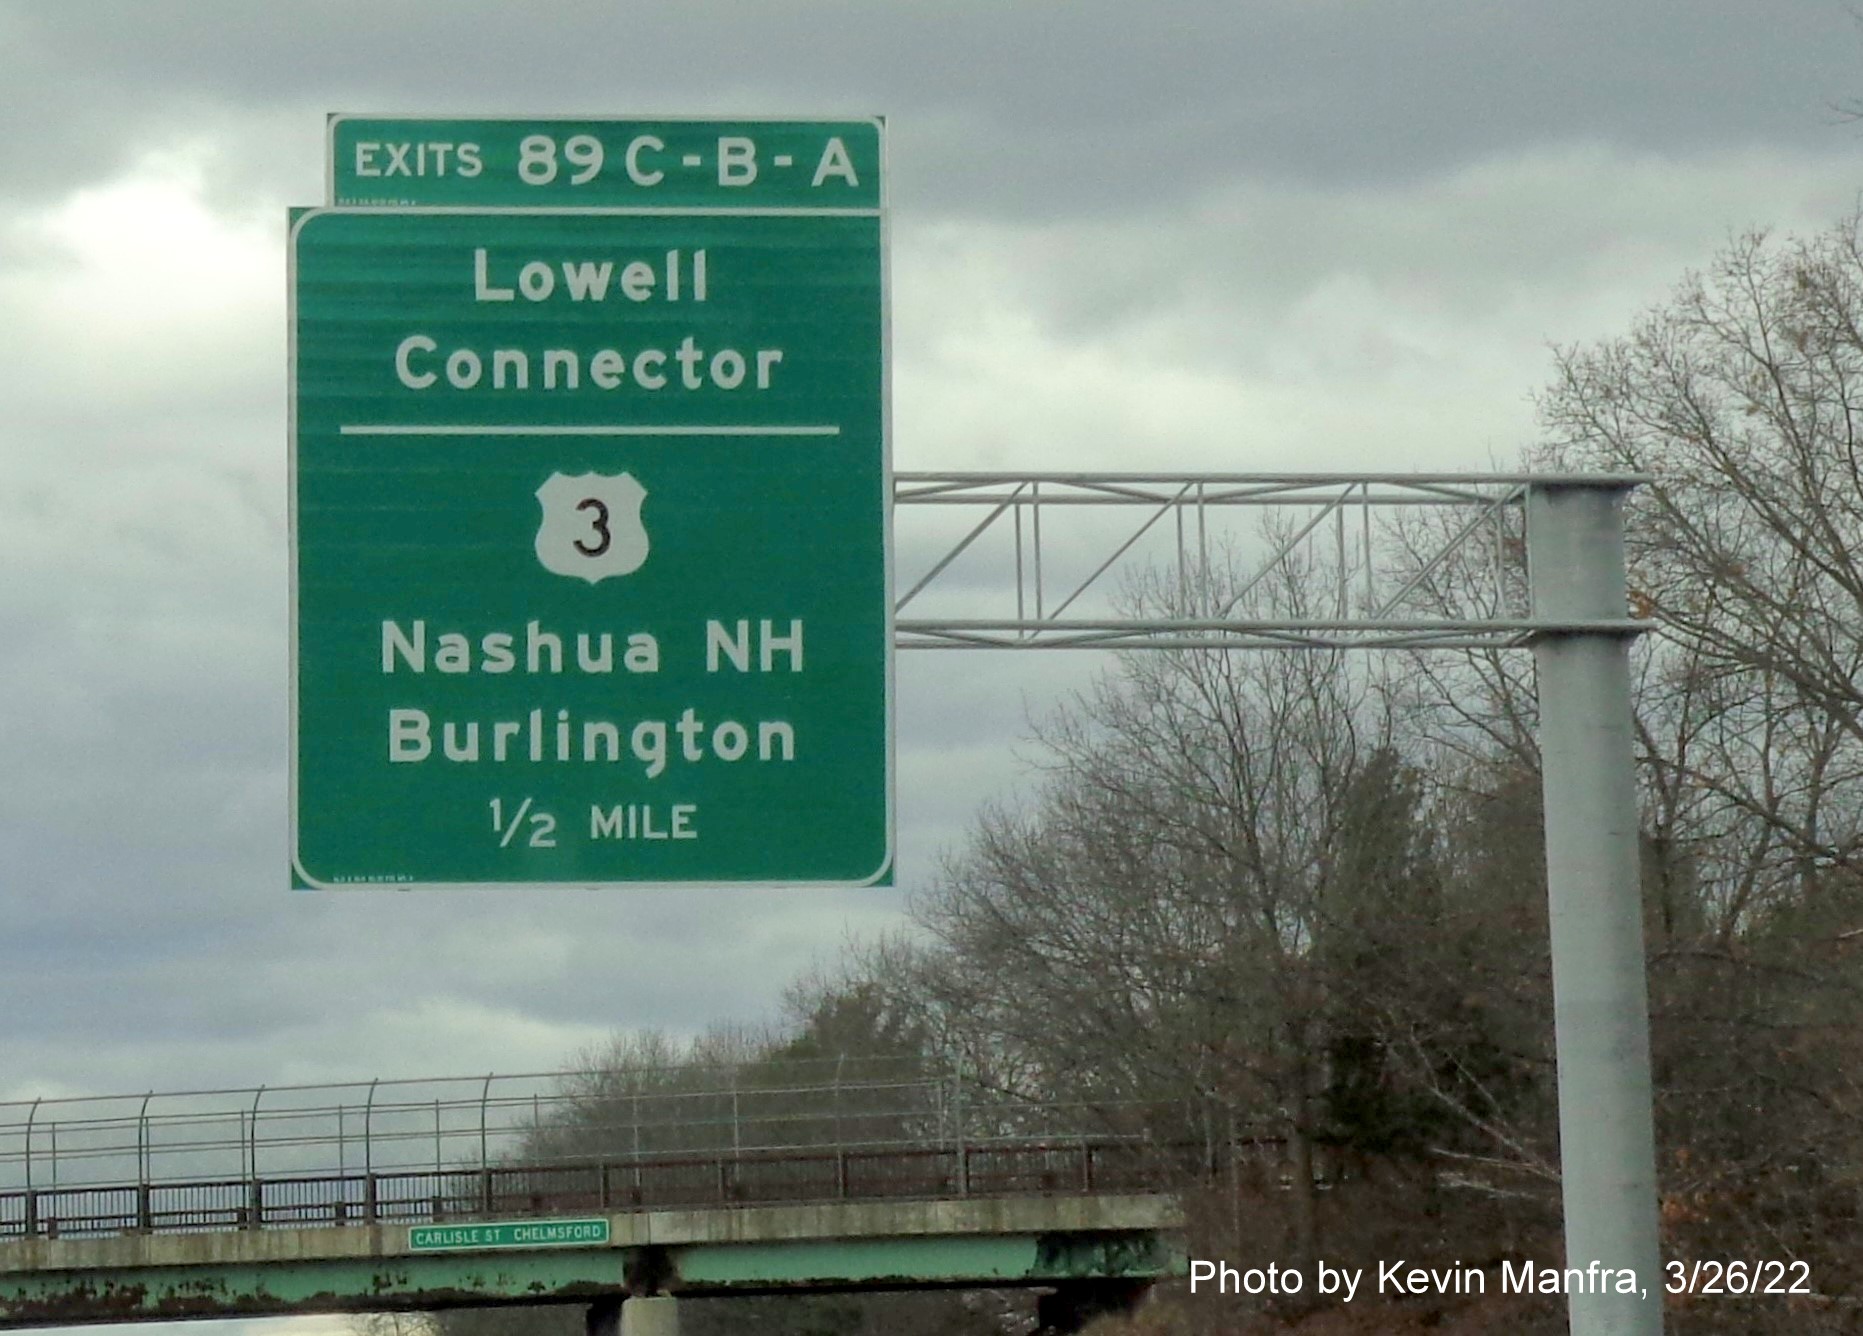 EXITS 89 C-B-A
Lowell
Connector
3
Nashua NH
Burlington
1/2 MILE
CARLISLE ST CHELMSFORD
Photo by Kevin Manfra, 3/26/22